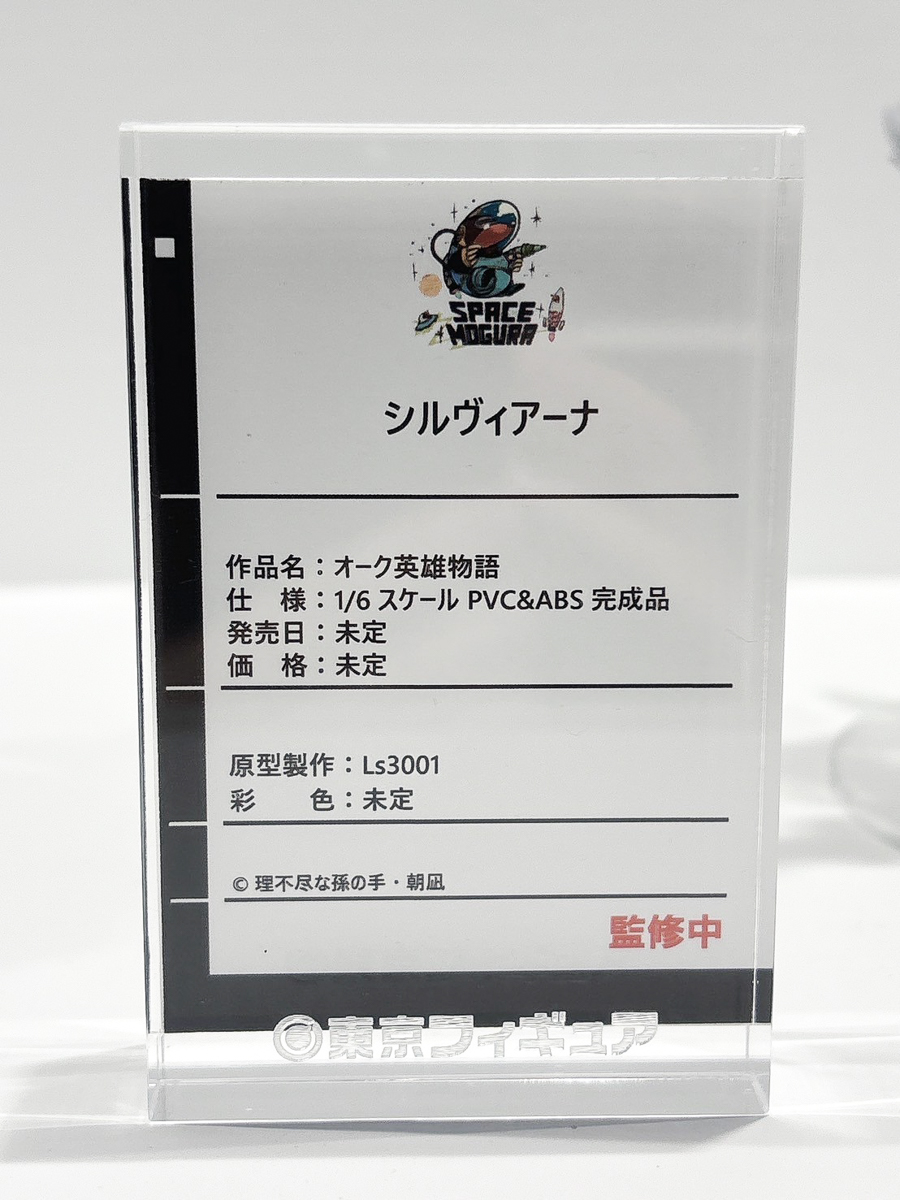 SPACE
MOGURA
シルヴィアーナ
作品名：オーク英雄物語
仕　様：1/6 スケール PVC&ABS 完成品
発売日：未定
価　格：未定
原型製作：Ls3001
彩　　色：未定
© 理不尽な孫の手・朝凪
監修中
東京フィギュア